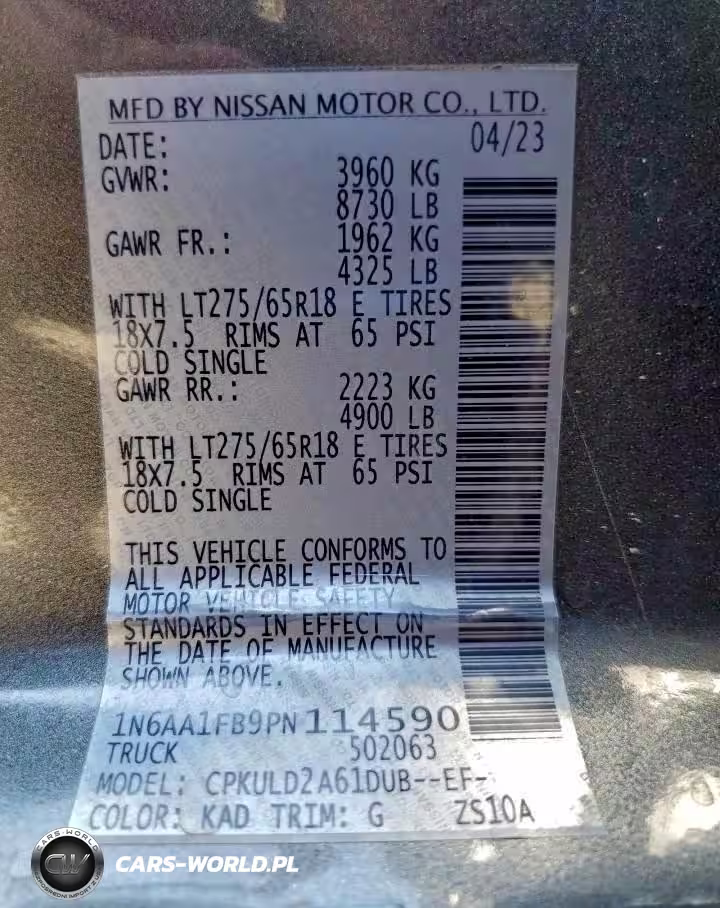 MFD BY NISSAN MOTOR CO., LTD.
DATE: 04/23
GVWR: 3960 KG
8730 LB
GAWR FR.: 1962 KG
4325 LB
WITH LT275/65R18 E TIRES
18X7.5 RIMS AT 65 PSI
COLD SINGLE
GAWR RR.: 2223 KG
4900 LB
WITH LT275/65R18 E TIRES
18X7.5 RIMS AT 65 PSI
COLD SINGLE
THIS VEHICLE CONFORMS TO
ALL APPLICABLE FEDERAL
MOTOR VEHICLE SAFETY
STANDARDS IN EFFECT ON
THE DATE OF MANUFACTURE
SHOWN ABOVE.
1N6AA1FB9PN114590
TRUCK 502063
MODEL: CPKULD2A61DUB--EF-
COLOR: KAD TRIM: G ZS10A
CARS-WORLD
CW
CARS-WORLD.PL